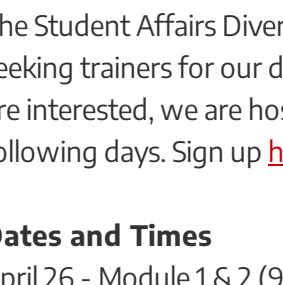 he Student Affairs Diver
eeking trainers for our d
re interested, we are hos
ollowing days. Sign up h
ates and Times
pril 26 - Module 1 & 2 (9